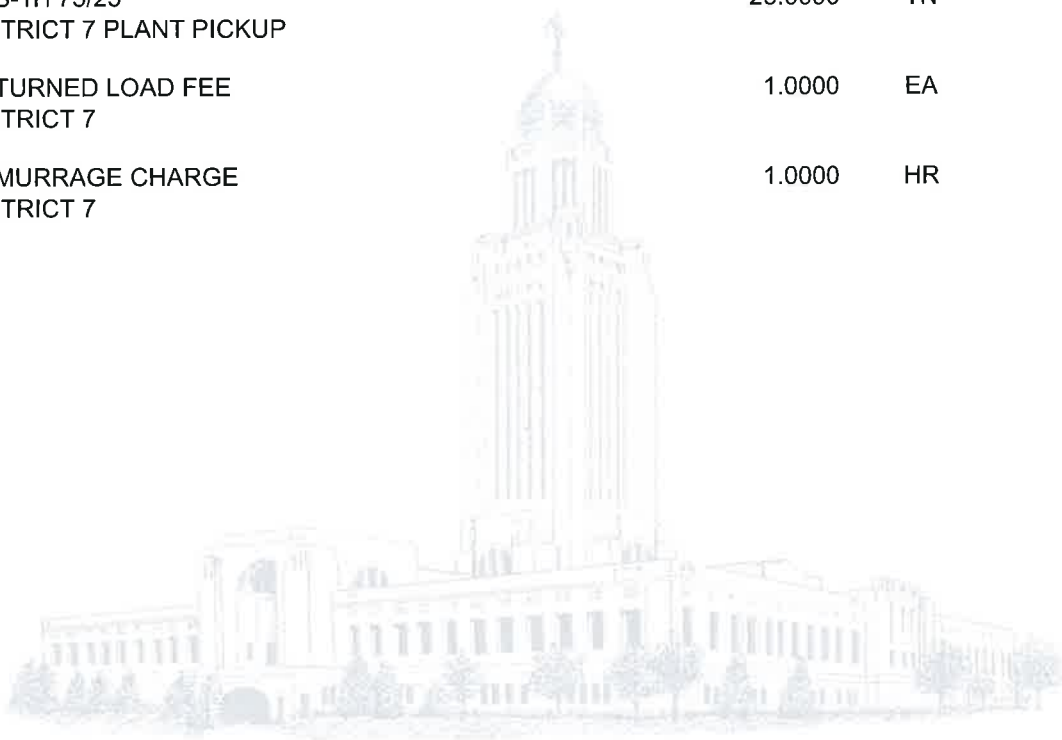 TRICT 7 PLANT PICKUP
TURNED LOAD FEE 1.0000 EA
TRICT 7
MURRAGE CHARGE 1.0000 HR
TRICT 7